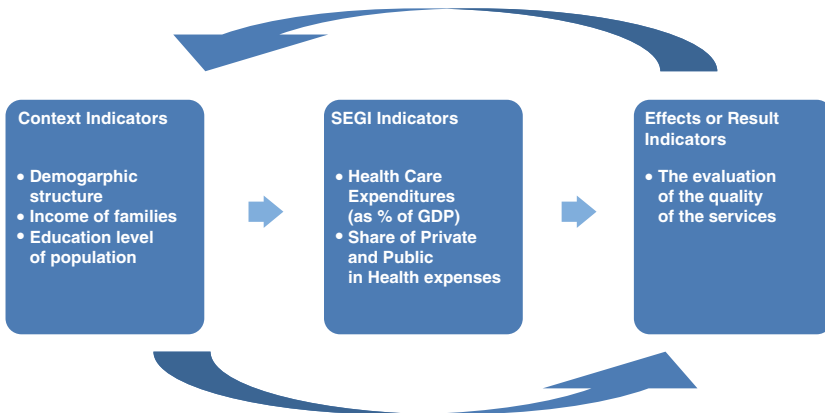 Context Indicators
• Demogarphic
structure
• Income of families
• Education level
of population
SEGI Indicators
• Health Care
Expenditures
(as % of GDP)
• Share of Private
and Public
in Health expenses
Effects or Result
Indicators
• The evaluation
of the quality
of the services